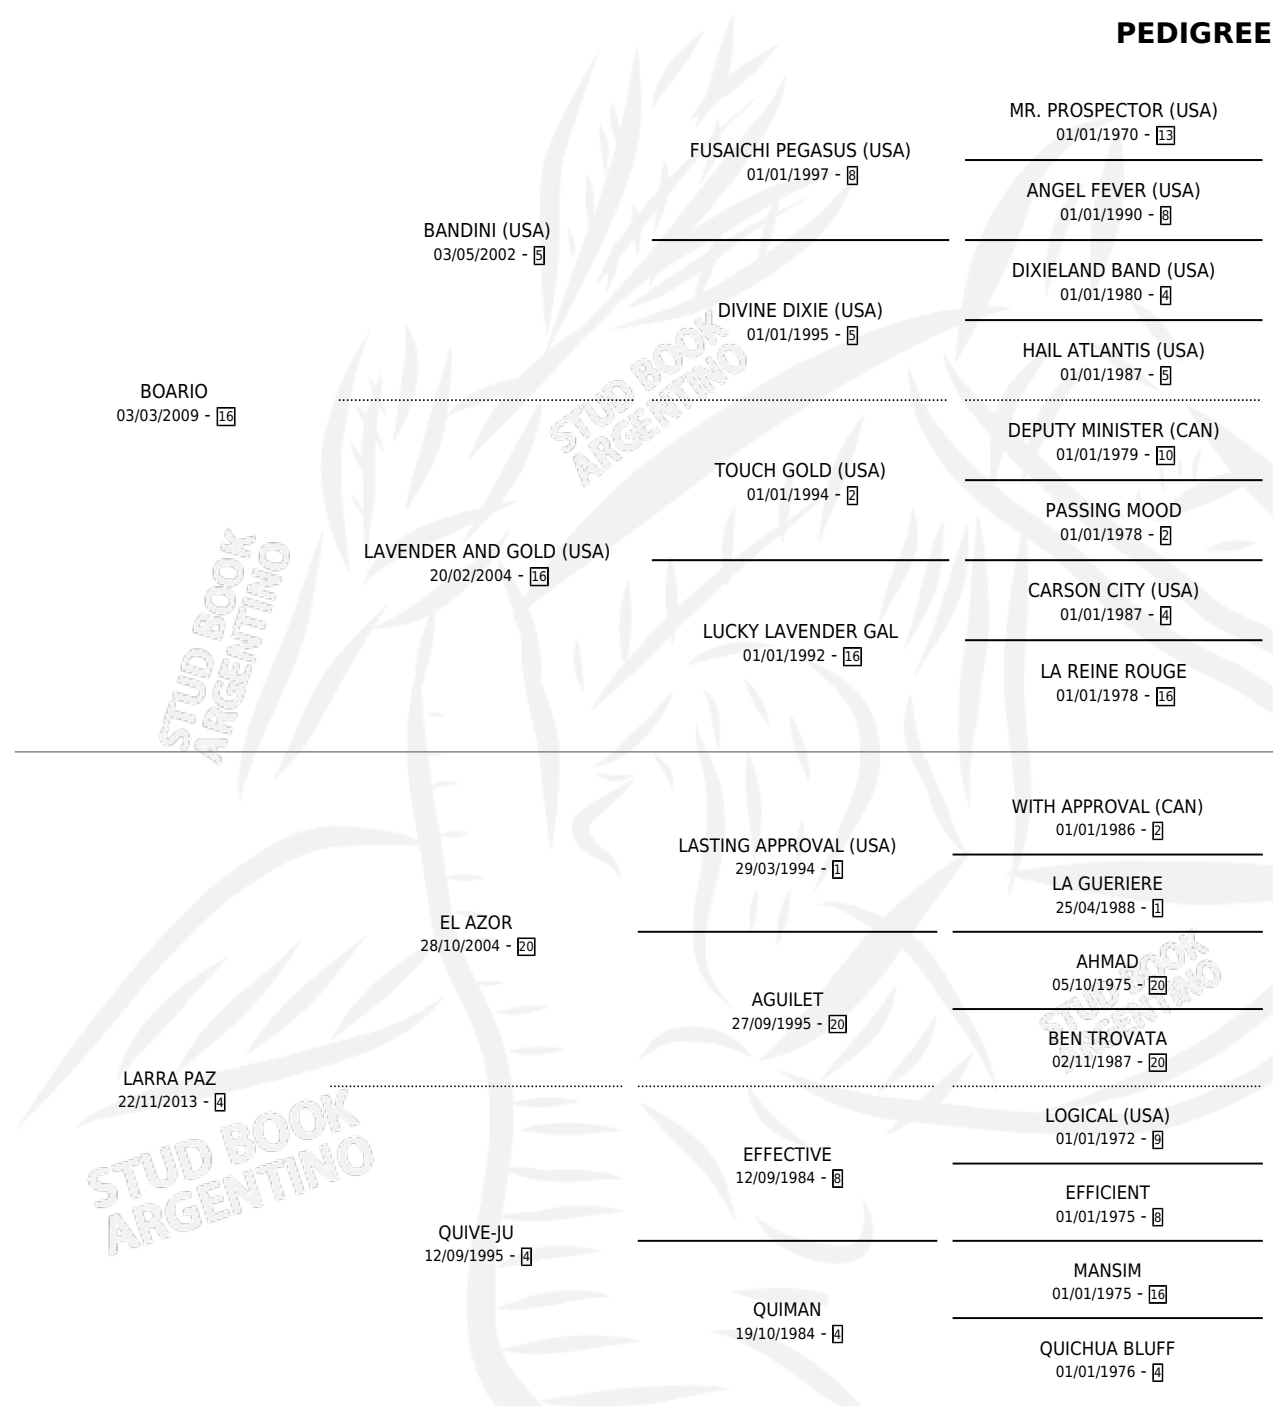 PEDIGREE
MR. PROSPECTOR (USA)
01/01/1970 - 13
FUSAICHI PEGASUS (USA)
01/01/1997 - 8
ANGEL FEVER (USA)
01/01/1990 - 8
BANDINI (USA)
03/05/2002 - 5
DIXIELAND BAND (USA)
01/01/1980 - 4
DIVINE DIXIE (USA)
01/01/1995 - 5
HAIL ATLANTIS (USA)
01/01/1987 - 5
STUD BOOK
ARGENTINO
BOARIO
03/03/2009 - 16
DEPUTY MINISTER (CAN)
01/01/1979 - 10
TOUCH GOLD (USA)
01/01/1994 - 2
PASSING MOOD
01/01/1978 - 2
LAVENDER AND GOLD (USA)
20/02/2004 - 16
CARSON CITY (USA)
01/01/1987 - 4
LUCKY LAVENDER GAL
01/01/1992 - 16
LA REINE ROUGE
01/01/1978 - 16
STUD BOOK
ARGENTINO
WITH APPROVAL (CAN)
01/01/1986 - 2
LASTING APPROVAL (USA)
29/03/1994 - 1
LA GUERIERE
25/04/1988 - 1
EL AZOR
28/10/2004 - 20
AHMAD
05/10/1975 - 20
AGUILET
27/09/1995 - 20
BEN TROVATA
02/11/1987 - 20
STUD BOOK
ARGENTINO
LARRA PAZ
22/11/2013 - 4
LOGICAL (USA)
01/01/1972 - 9
EFFECTIVE
12/09/1984 - 8
EFFICIENT
01/01/1975 - 8
STUD BOOK
ARGENTINO
QUIVE-JU
12/09/1995 - 4
MANSIM
01/01/1975 - 16
QUIMAN
19/10/1984 - 4
QUICHUA BLUFF
01/01/1976 - 4